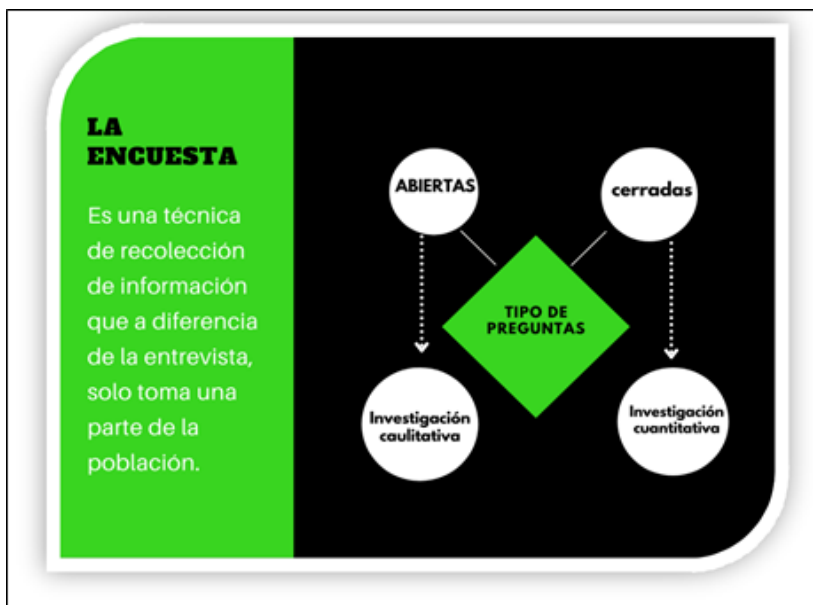 LA
ENCUESTA
Es una técnica
de recolección
de información
que a diferencia
de la entrevista,
solo toma una
parte de la
población.
ABIERTAS
cerradas
TIPO DE
PREGUNTAS
Investigación
caulitativa
Investigación
cuantitativa